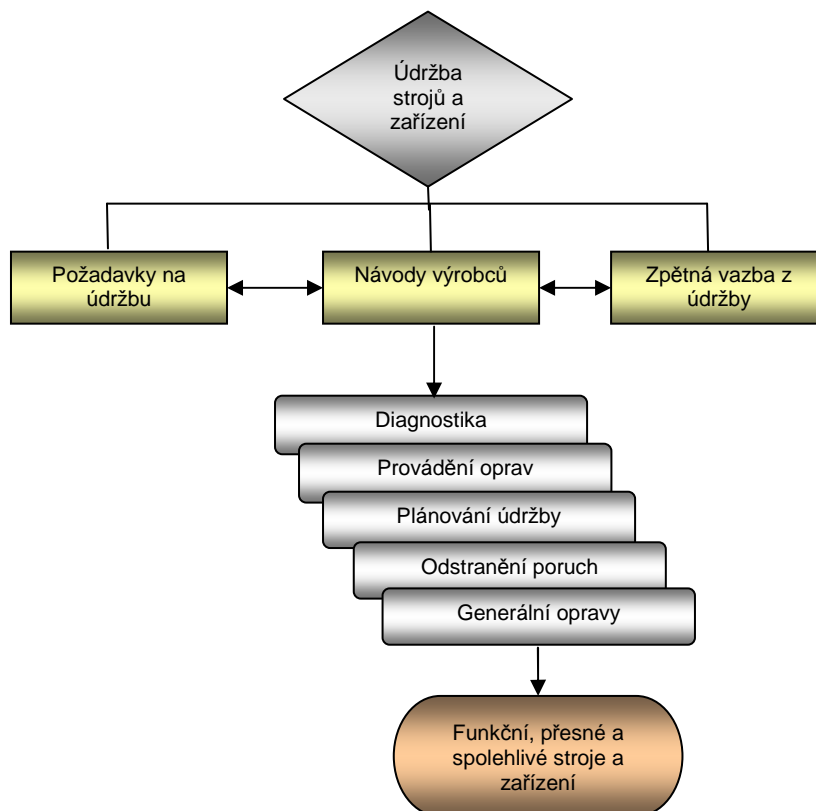 Údržba
strojů a
zařízení
Požadavky na
údržbu
Návody výrobců
Zpětná vazba z
údržby
Diagnostika
Provádění oprav
Plánování údržby
Odstranění poruch
Generální opravy
Funkční, přesné a
spolehlivé stroje a
zařízení